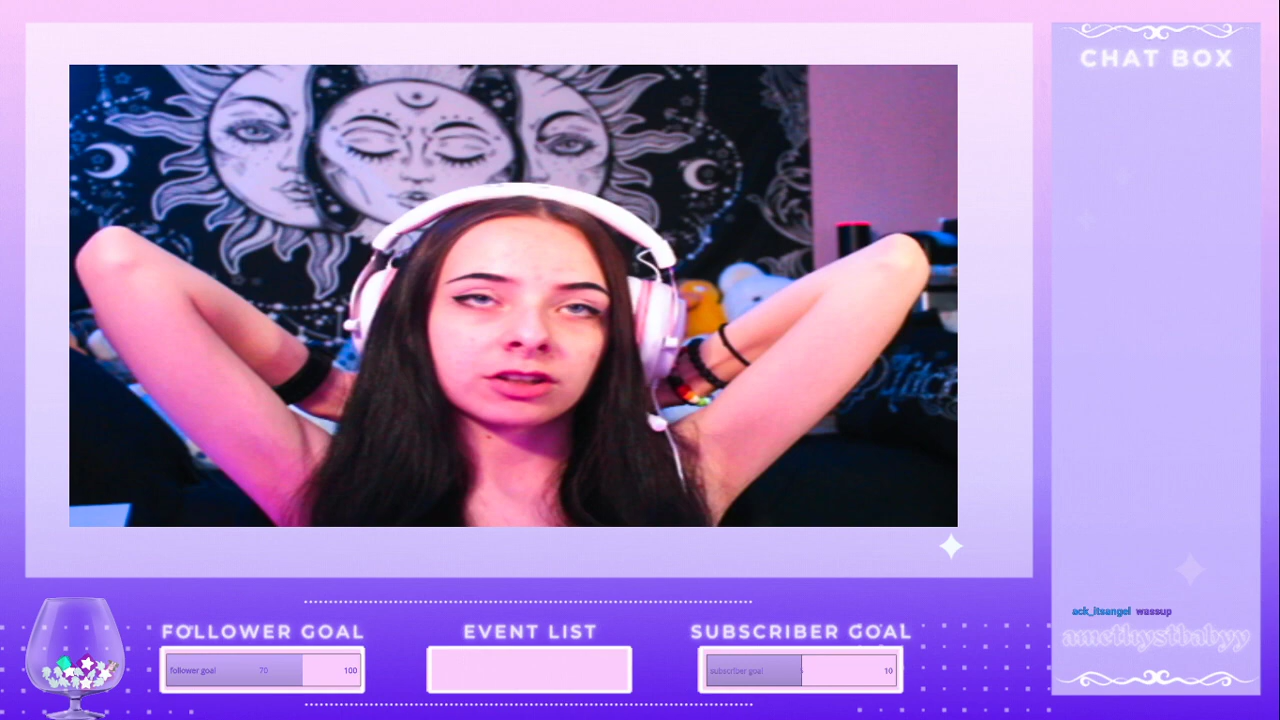 CHAT BOX
ack_itsangel wassup
amethystbabyy
FOLLOWER GOAL
EVENT LIST
SUBSCRIBER GOAL
follower goal 70 100
subscriber goal 10